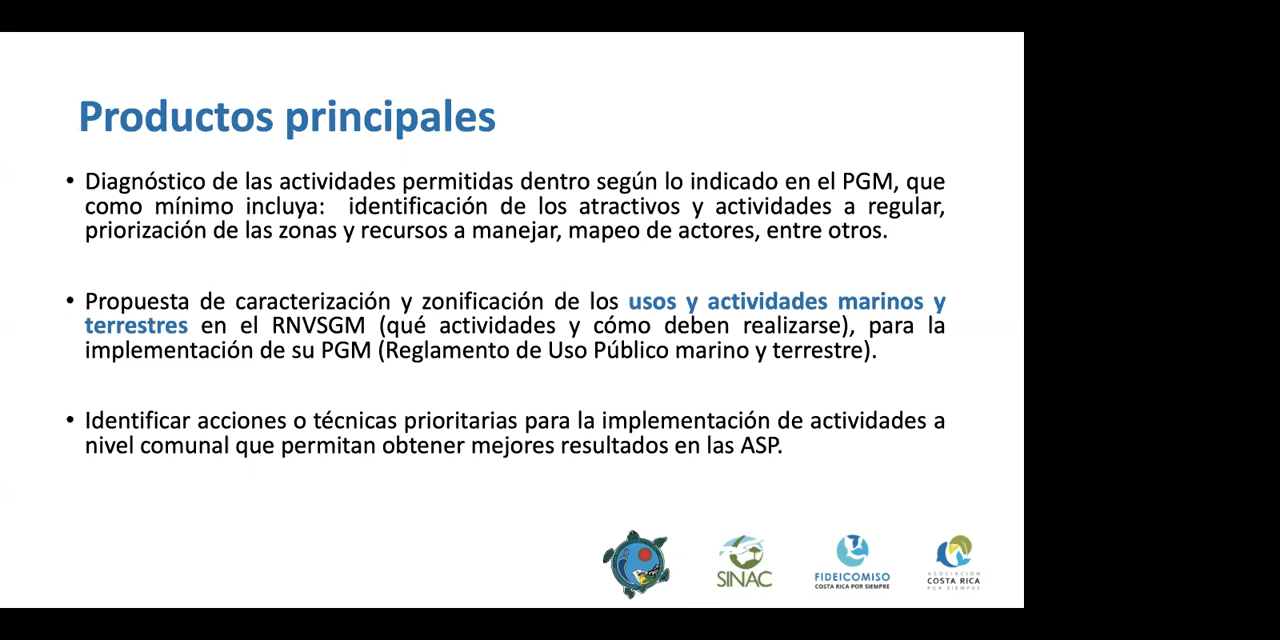 Productos principales
• Diagnóstico de las actividades permitidas dentro según lo indicado en el PGM, que
como mínimo incluya: identificación de los atractivos y actividades a regular,
priorización de las zonas y recursos a manejar, mapeo de actores, entre otros.
• Propuesta de caracterización y zonificación de los usos y actividades marinos y
terrestres en el RNVSGM (qué actividades y cómo deben realizarse), para la
implementación de su PGM (Reglamento de Uso Público marino y terrestre).
• Identificar acciones o técnicas prioritarias para la implementación de actividades a
nivel comunal que permitan obtener mejores resultados en las ASP.
SINAC
FIDEICOMISO
COSTA RICA POR SIEMPRE
ASOCIACIÓN
COSTA RICA
POR SIEMPRE